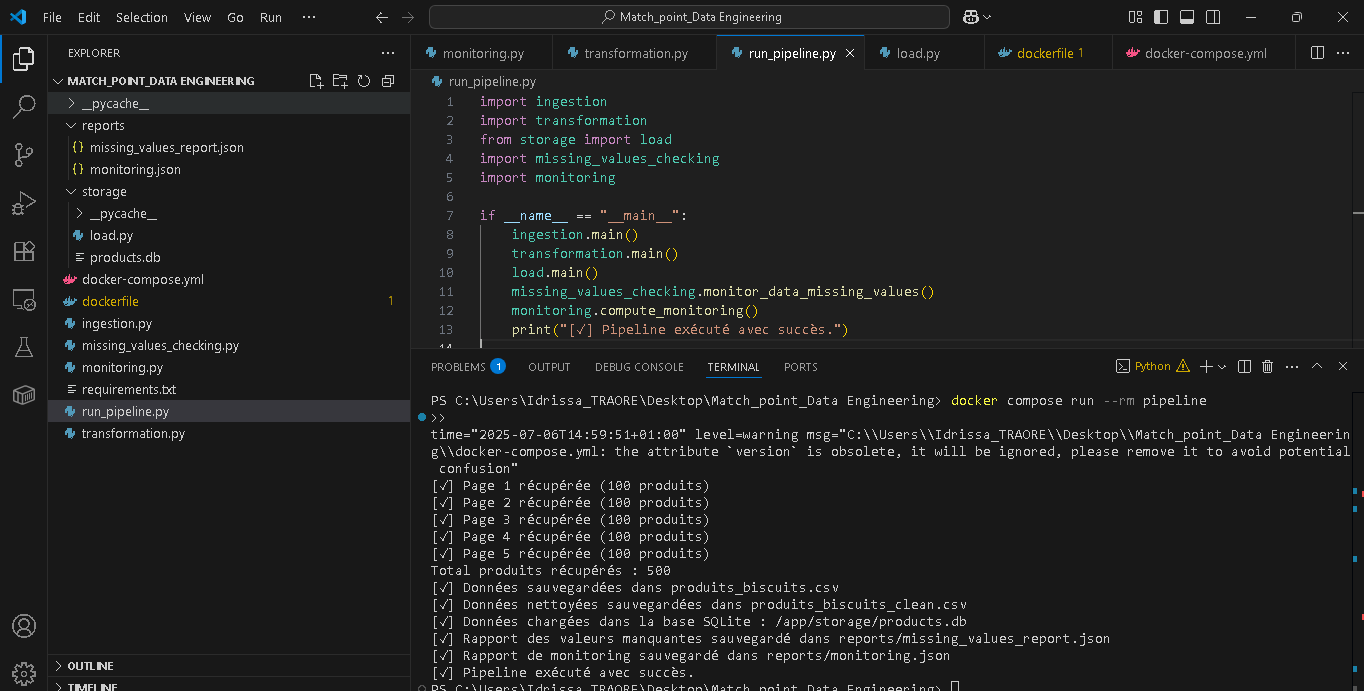 File Edit Selection View Go Run ··· Match_point_Data Engineering
EXPLORER
MATCH_POINT_DATA ENGINEERING
__pycache__
reports
missing_values_report.json
monitoring.json
storage
__pycache__
load.py
products.db
docker-compose.yml
dockerfile 1
ingestion.py
missing_values_checking.py
monitoring.py
requirements.txt
run_pipeline.py
transformation.py
OUTLINE
TIMELINE
monitoring.py transformation.py run_pipeline.py load.py dockerfile 1 docker-compose.yml
run_pipeline.py
1 import ingestion
2 import transformation
3 from storage import load
4 import missing_values_checking
5 import monitoring
6
7 if __name__ == "__main__":
8 ingestion.main()
9 transformation.main()
10 load.main()
11 missing_values_checking.monitor_data_missing_values()
12 monitoring.compute_monitoring()
13 print("[√] Pipeline exécuté avec succès.")
14
PROBLEMS 1 OUTPUT DEBUG CONSOLE TERMINAL PORTS Python
PS C:\Users\Idrissa_TRAORE\Desktop\Match_point_Data Engineering> docker compose run --rm pipeline
>>
time="2025-07-06T14:59:51+01:00" level=warning msg="C:\\Users\\Idrissa_TRAORE\\Desktop\\Match_point_Data Engineerin
g\\docker-compose.yml: the attribute `version` is obsolete, it will be ignored, please remove it to avoid potential
confusion"
[√] Page 1 récupérée (100 produits)
[√] Page 2 récupérée (100 produits)
[√] Page 3 récupérée (100 produits)
[√] Page 4 récupérée (100 produits)
[√] Page 5 récupérée (100 produits)
Total produits récupérés : 500
[√] Données sauvegardées dans produits_biscuits.csv
[√] Données nettoyées sauvegardées dans produits_biscuits_clean.csv
[√] Données chargées dans la base SQLite : /app/storage/products.db
[√] Rapport des valeurs manquantes sauvegardé dans reports/missing_values_report.json
[√] Rapport de monitoring sauvegardé dans reports/monitoring.json
[√] Pipeline exécuté avec succès.
PS C:\Users\Idrissa_TRAORE\Desktop\Match_point_Data Engineering>